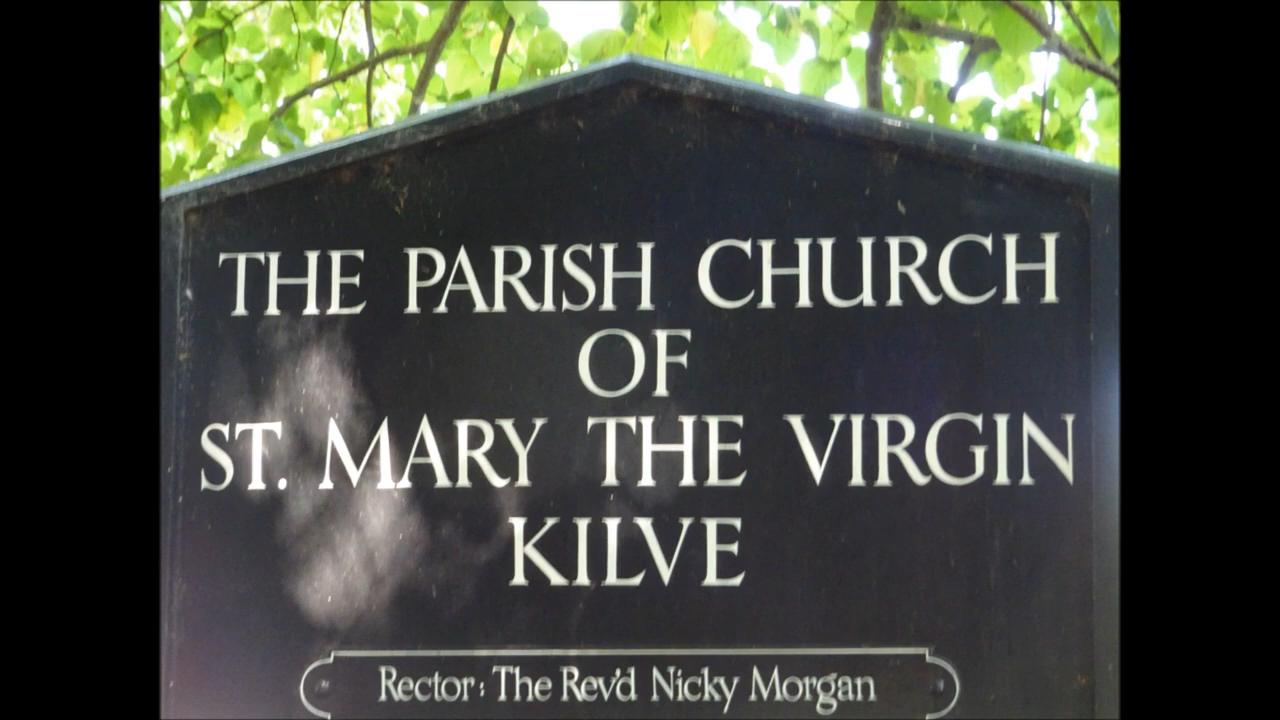 THE PARISH CHURCH
OF
ST. MARY THE VIRGIN
KILVE
Rector: The Rev'd Nicky Morgan